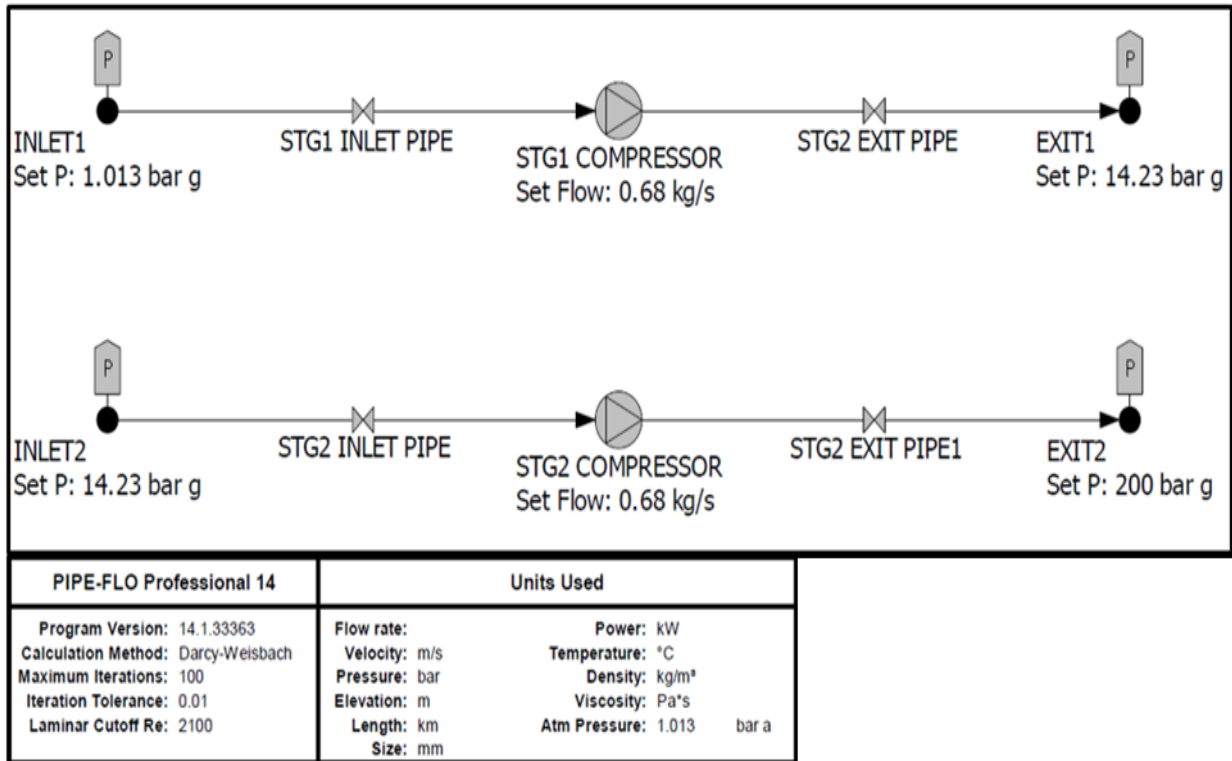 P
P
INLET1
Set P: 1.013 bar g
STG1 INLET PIPE
STG1 COMPRESSOR
Set Flow: 0.68 kg/s
STG2 EXIT PIPE
EXIT1
Set P: 14.23 bar g
P
P
INLET2
Set P: 14.23 bar g
STG2 INLET PIPE
STG2 COMPRESSOR
Set Flow: 0.68 kg/s
STG2 EXIT PIPE1
EXIT2
Set P: 200 bar g
PIPE-FLO Professional 14
Program Version: 14.1.33363
Calculation Method: Darcy-Weisbach
Maximum Iterations: 100
Iteration Tolerance: 0.01
Laminar Cutoff Re: 2100
Units Used
Flow rate: Power: kW
Velocity: m/s Temperature: °C
Pressure: bar Density: kg/m³
Elevation: m Viscosity: Pa*s
Length: km Atm Pressure: 1.013 bar a
Size: mm